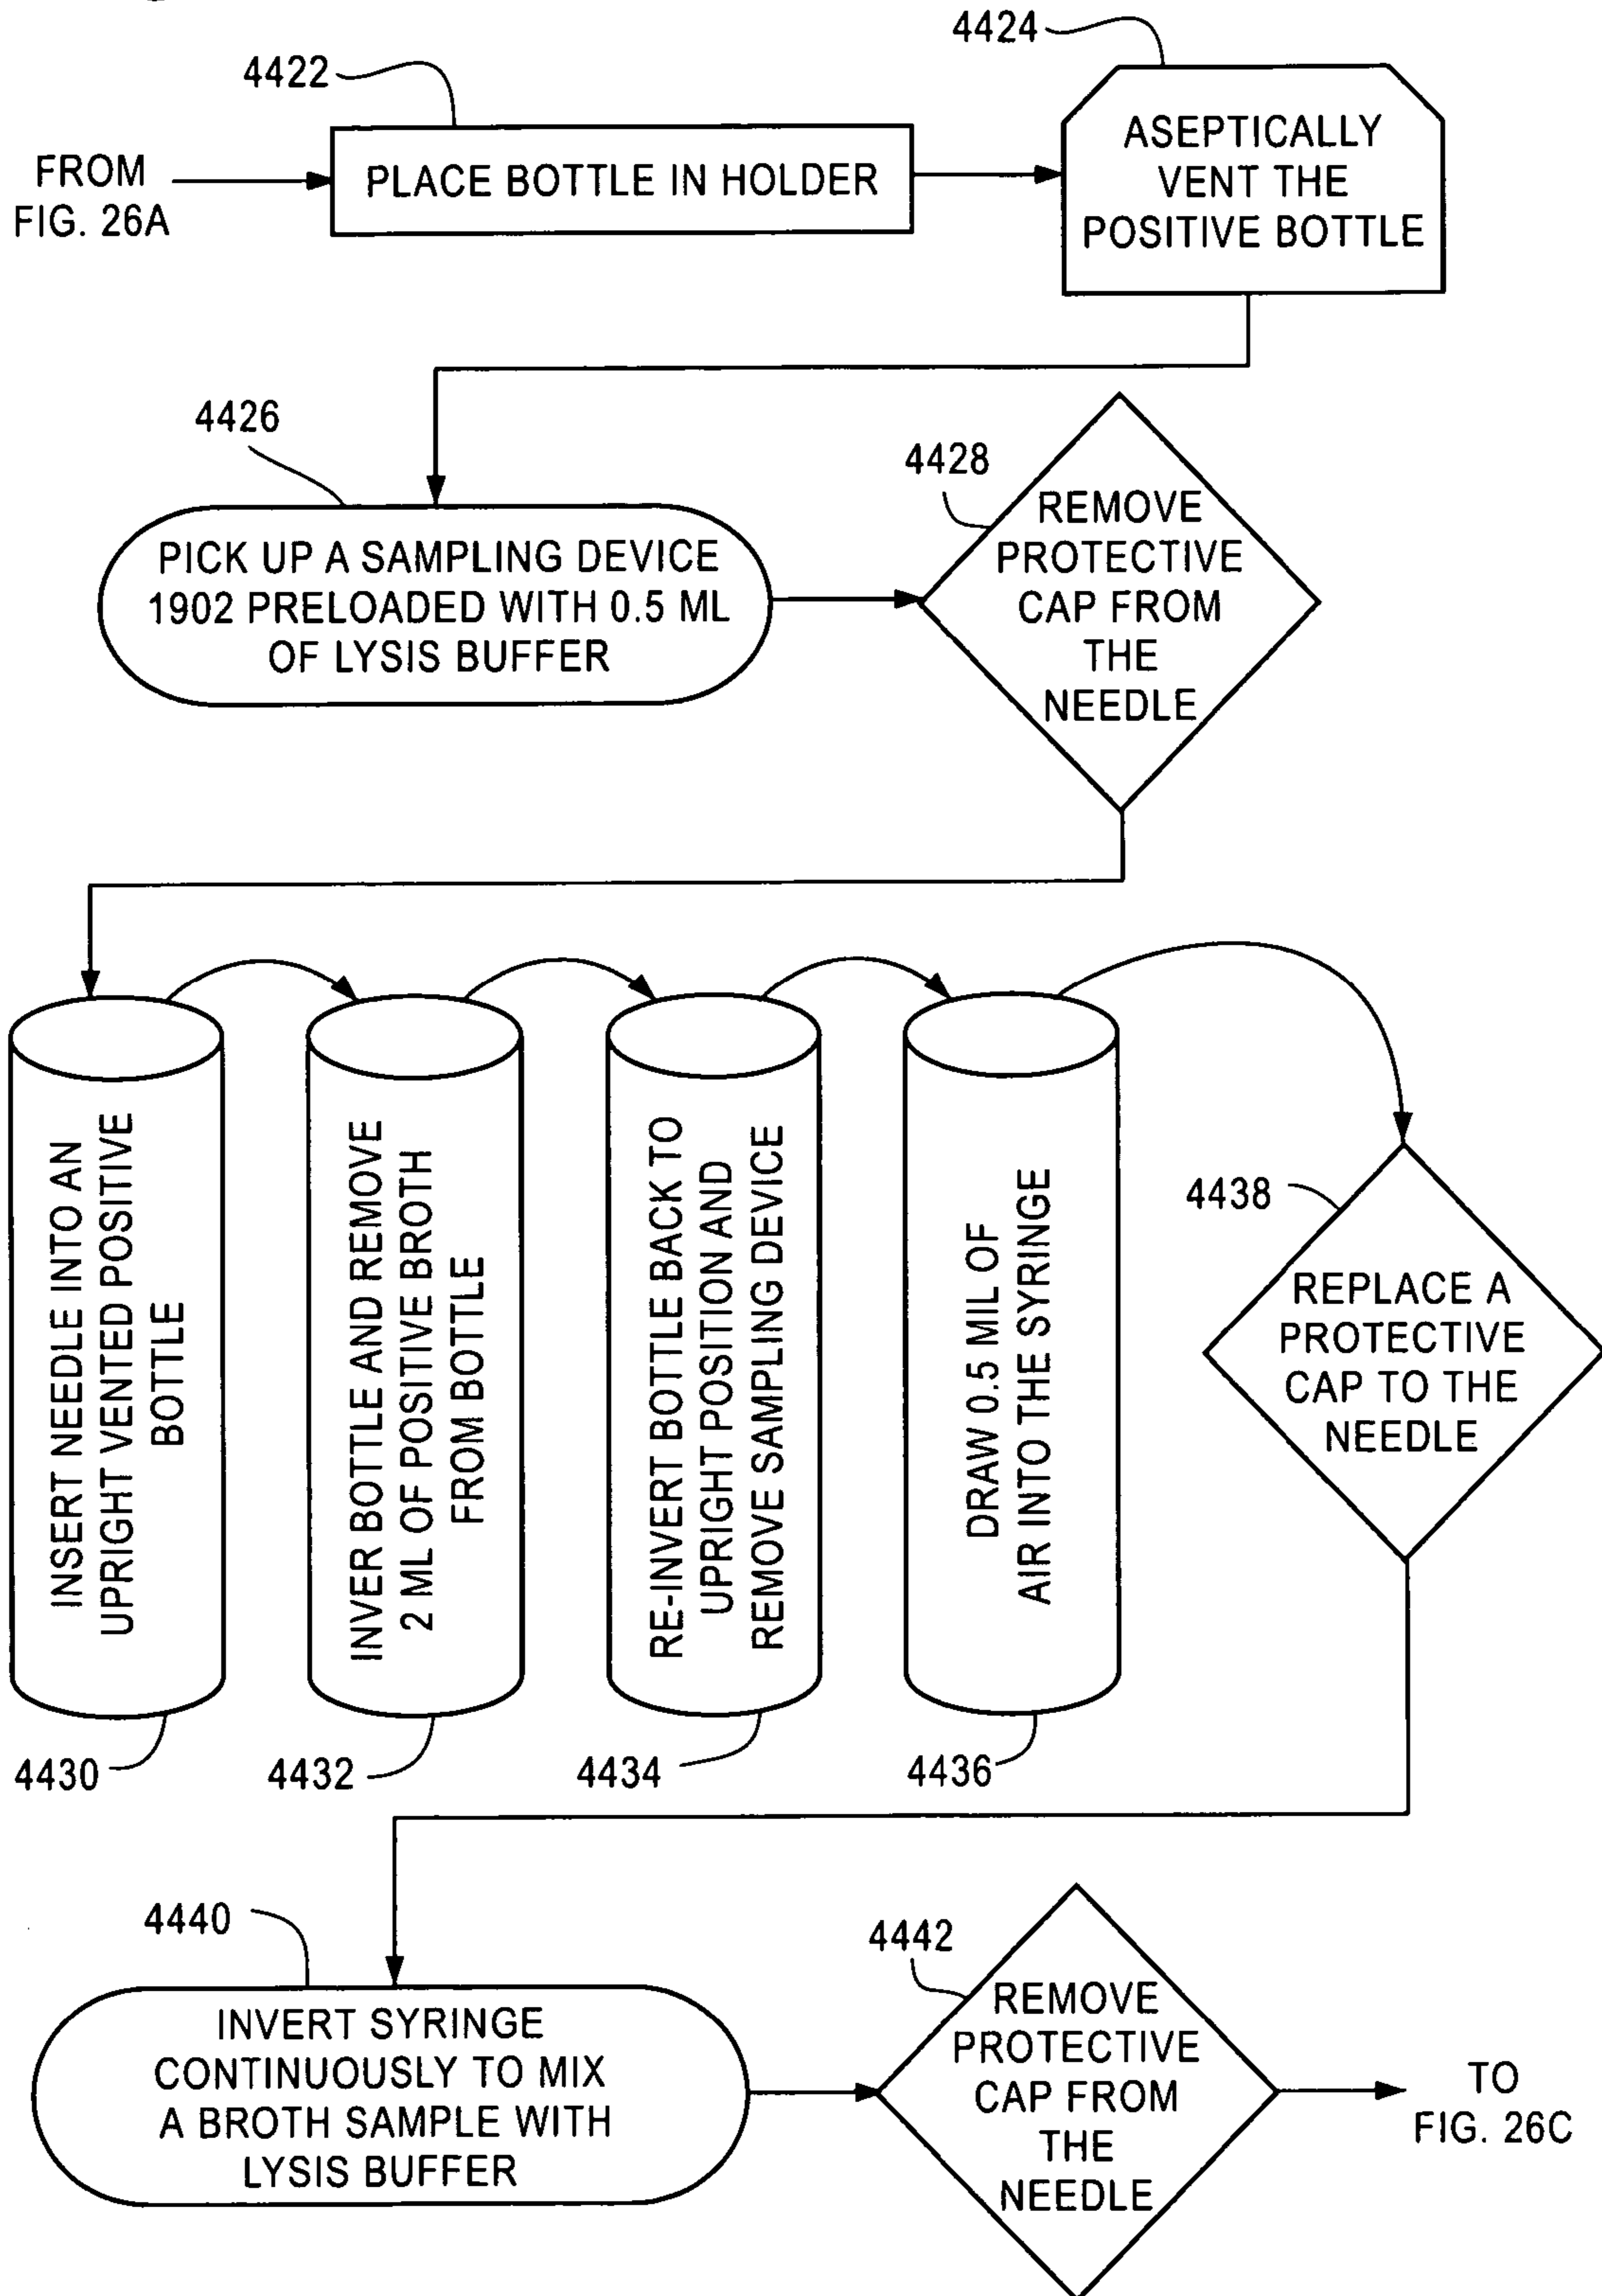 4422
4424
FROM
FIG. 26A
PLACE BOTTLE IN HOLDER
ASEPTICALLY
VENT THE
POSITIVE BOTTLE
4426
PICK UP A SAMPLING DEVICE
1902 PRELOADED WITH 0.5 ML
OF LYSIS BUFFER
4428
REMOVE
PROTECTIVE
CAP FROM
THE
NEEDLE
INSERT NEEDLE INTO AN
UPRIGHT VENTED POSITIVE
BOTTLE
4430
INVER BOTTLE AND REMOVE
2 ML OF POSITIVE BROTH
FROM BOTTLE
4432
RE-INVERT BOTTLE BACK TO
UPRIGHT POSITION AND
REMOVE SAMPLING DEVICE
4434
DRAW 0.5 MIL OF
AIR INTO THE SYRINGE
4436
4438
REPLACE A
PROTECTIVE
CAP TO THE
NEEDLE
4440
INVERT SYRINGE
CONTINUOUSLY TO MIX
A BROTH SAMPLE WITH
LYSIS BUFFER
4442
REMOVE
PROTECTIVE
CAP FROM
THE
NEEDLE
TO
FIG. 26C